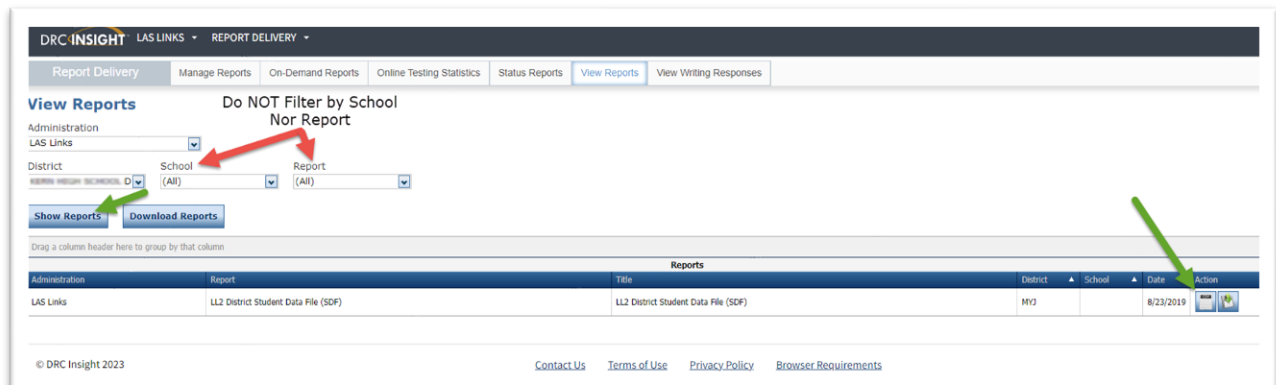 DRC INSIGHT LAS LINKS REPORT DELIVERY
Report Delivery Manage Reports On-Demand Reports Online Testing Statistics Status Reports View Reports View Writing Responses
View Reports
Do NOT Filter by School
Nor Report
Administration
LAS Links
District School Report
KERN HIGH SCHOOL D (All) (All)
Show Reports Download Reports
Drag a column header here to group by that column
Reports
Administration Report Title District School Date Action
LAS Links LL2 District Student Data File (SDF) LL2 District Student Data File (SDF) MYJ 8/23/2019
© DRC Insight 2023 Contact Us Terms of Use Privacy Policy Browser Requirements